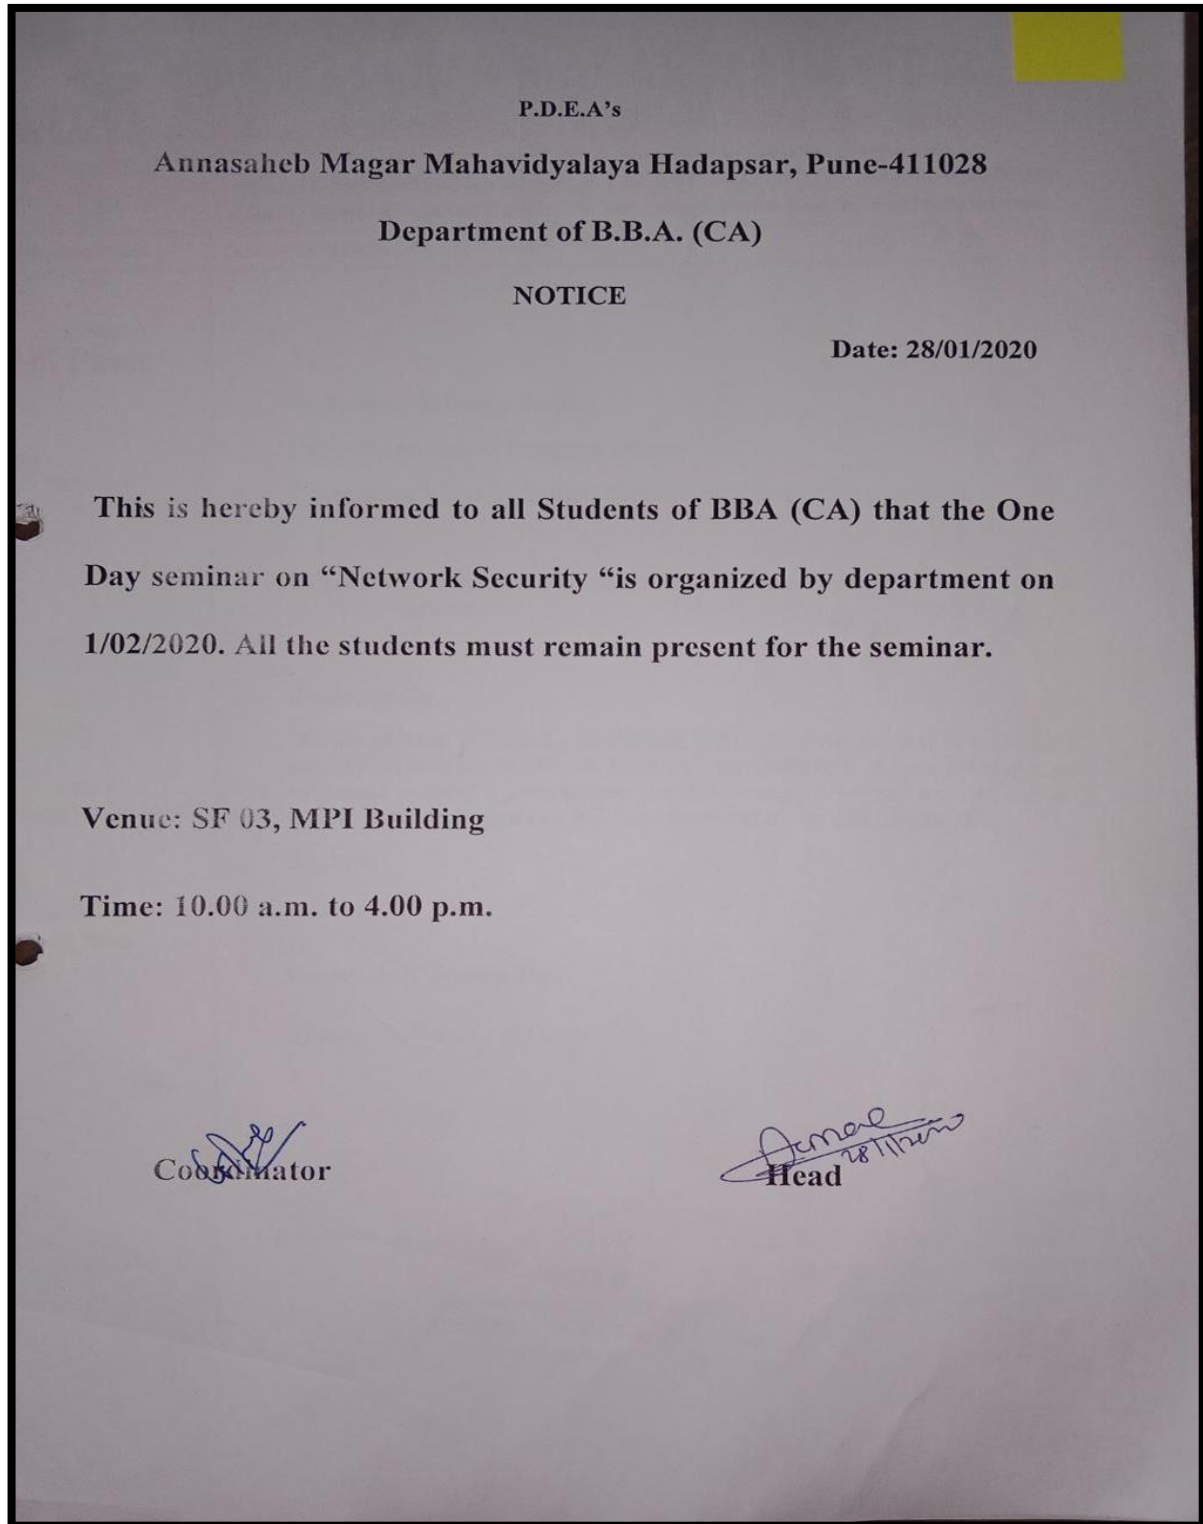 P.D.E.A's
Annasaheb Magar Mahavidyalaya Hadapsar, Pune-411028
Department of B.B.A. (CA)
NOTICE
Date: 28/01/2020
This is hereby informed to all Students of BBA (CA) that the One
Day seminar on “Network Security “is organized by department on
1/02/2020. All the students must remain present for the seminar.
Venue: SF 03, MPI Building
Time: 10.00 a.m. to 4.00 p.m.
28/1/2020
Coordinator Head